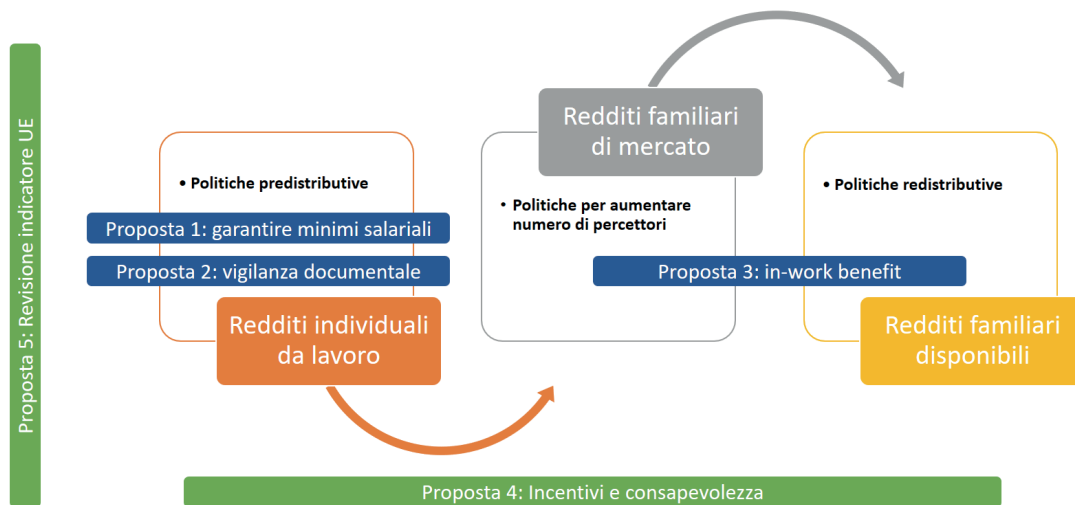 Proposta 5: Revisione indicatore UE
• Politiche predistributive
Proposta 1: garantire minimi salariali
Proposta 2: vigilanza documentale
Redditi individuali
da lavoro
Redditi familiari
di mercato
• Politiche per aumentare
numero di percettori
• Politiche redistributive
Proposta 3: in-work benefit
Redditi familiari
disponibili
Proposta 4: Incentivi e consapevolezza